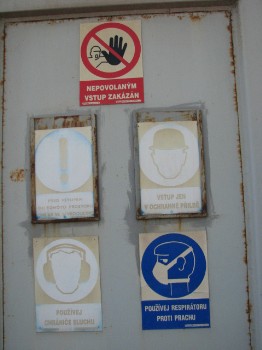 NEPOVOLANÝM
VSTUP ZAKÁZÁN
VSTUP JEN
V OCHRANNÉ PŘILBĚ
POUŽÍVEJ
CHRÁNIČE SLUCHU
POUŽÍVEJ RESPIRÁTORU
PROTI PRACHU